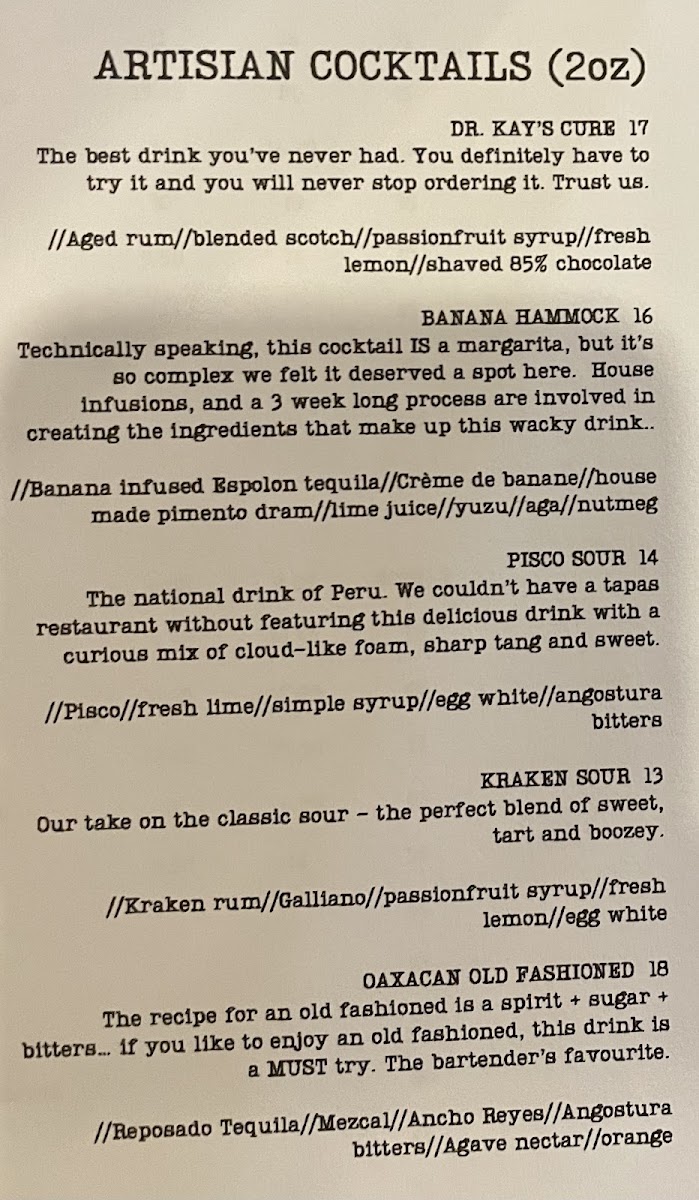 ARTISIAN COCKTAILS (2oz)
DR. KAY'S CURE 17
The best drink you've never had. You definitely have to
try it and you will never stop ordering it. Trust us.
//Aged rum//blended scotch//passionfruit syrup//fresh
lemon//shaved 85% chocolate
BANANA HAMMOCK 16
Technically speaking, this cocktail IS a margarita, but it's
so complex we felt it deserved a spot here. House
infusions, and a 3 week long process are involved in
creating the ingredients that make up this wacky drink..
//Banana infused Espolon tequila//Crème de banane//house
made pimento dram//lime juice//yuzu//aga//nutmeg
PISCO SOUR 14
The national drink of Peru. We couldn't have a tapas
restaurant without featuring this delicious drink with a
curious mix of cloud-like foam, sharp tang and sweet.
//Pisco//fresh lime//simple syrup//egg white//angostura
bitters
KRAKEN SOUR 13
Our take on the classic sour - the perfect blend of sweet,
tart and boozey.
//Kraken rum//Galliano//passionfruit syrup//fresh
lemon//egg white
OAXACAN OLD FASHIONED 18
The recipe for an old fashioned is a spirit + sugar +
bitters... if you like to enjoy an old fashioned, this drink is
a MUST try. The bartender's favourite.
//Reposado Tequila//Mezcal//Ancho Reyes//Angostura
bitters//Agave nectar//orange